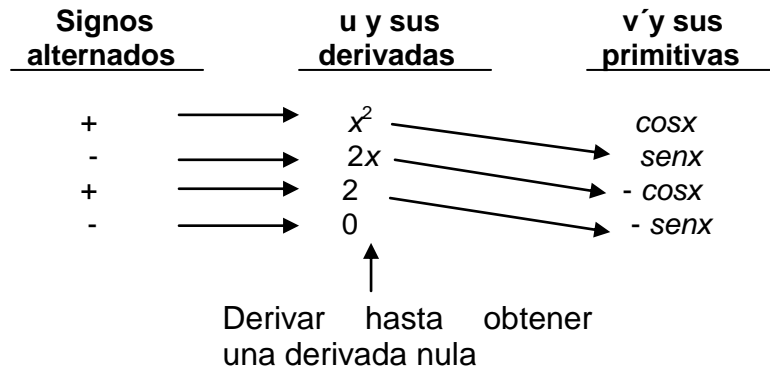 Signos u y sus v´y sus
alternados derivadas primitivas
+ x² cosx
- 2x senx
+ 2 - cosx
- 0 - senx
Derivar hasta obtener
una derivada nula